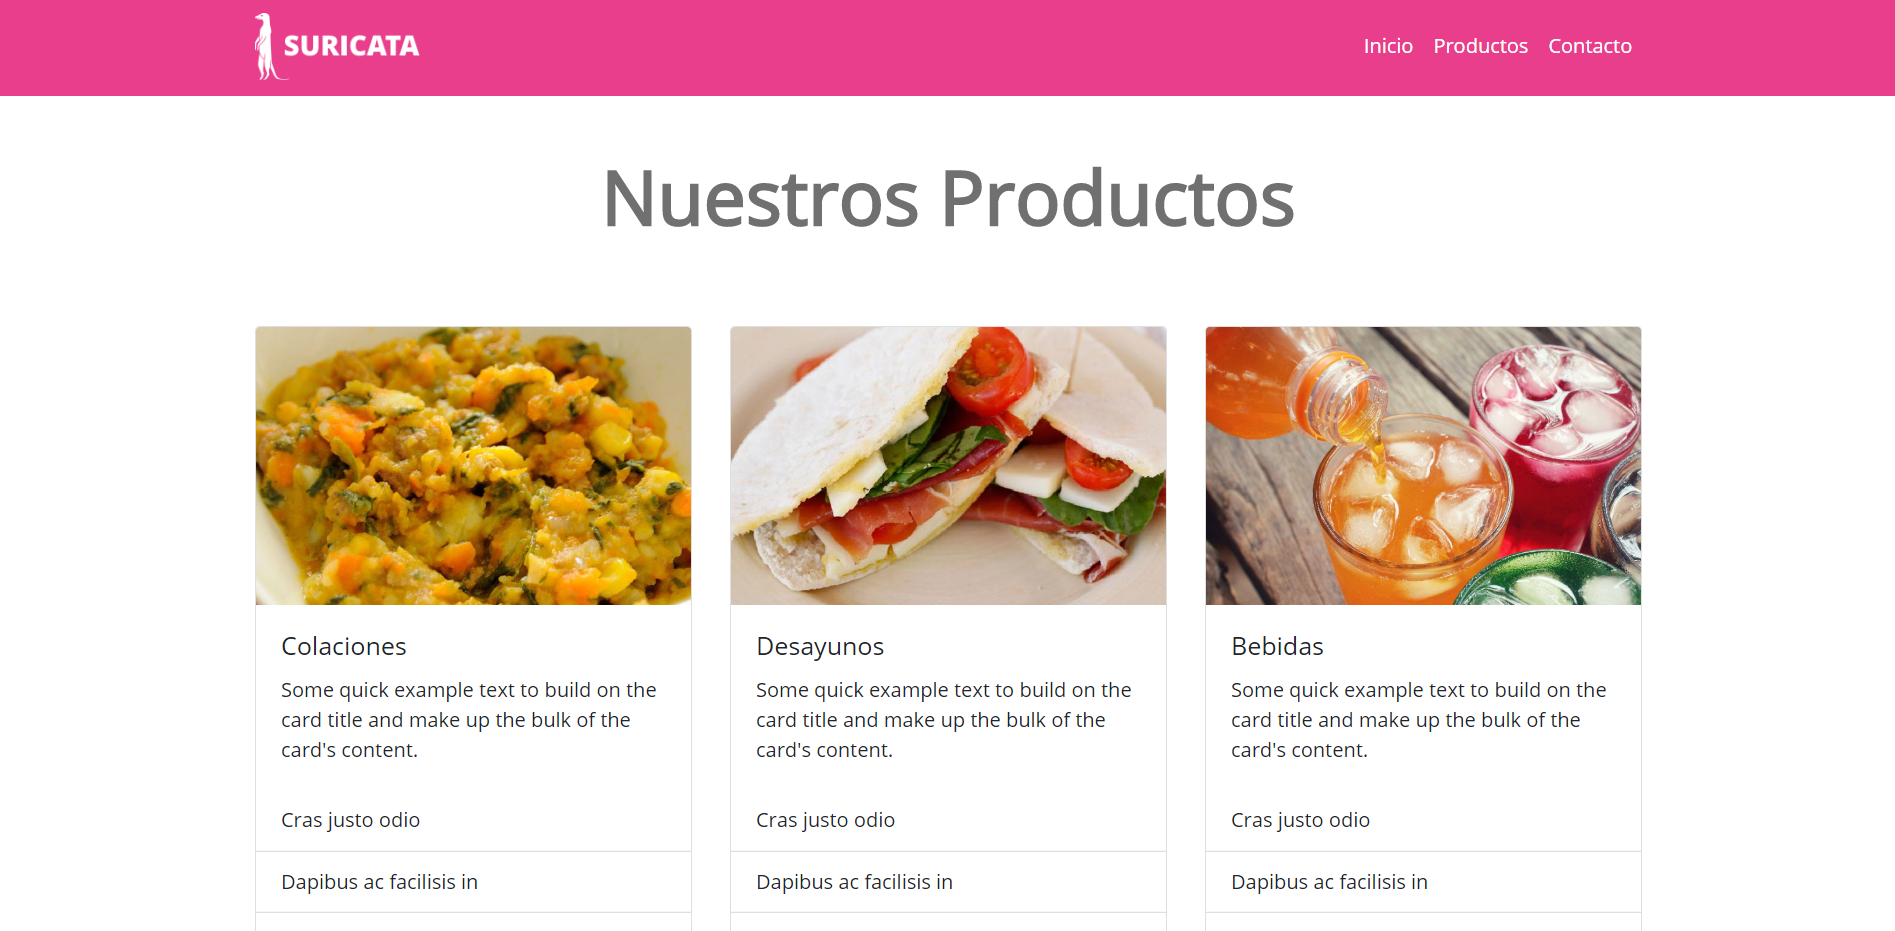 SURICATA
Inicio Productos Contacto
Nuestros Productos
Colaciones
Some quick example text to build on the
card title and make up the bulk of the
card's content.
Cras justo odio
Dapibus ac facilisis in
Desayunos
Some quick example text to build on the
card title and make up the bulk of the
card's content.
Cras justo odio
Dapibus ac facilisis in
Bebidas
Some quick example text to build on the
card title and make up the bulk of the
card's content.
Cras justo odio
Dapibus ac facilisis in